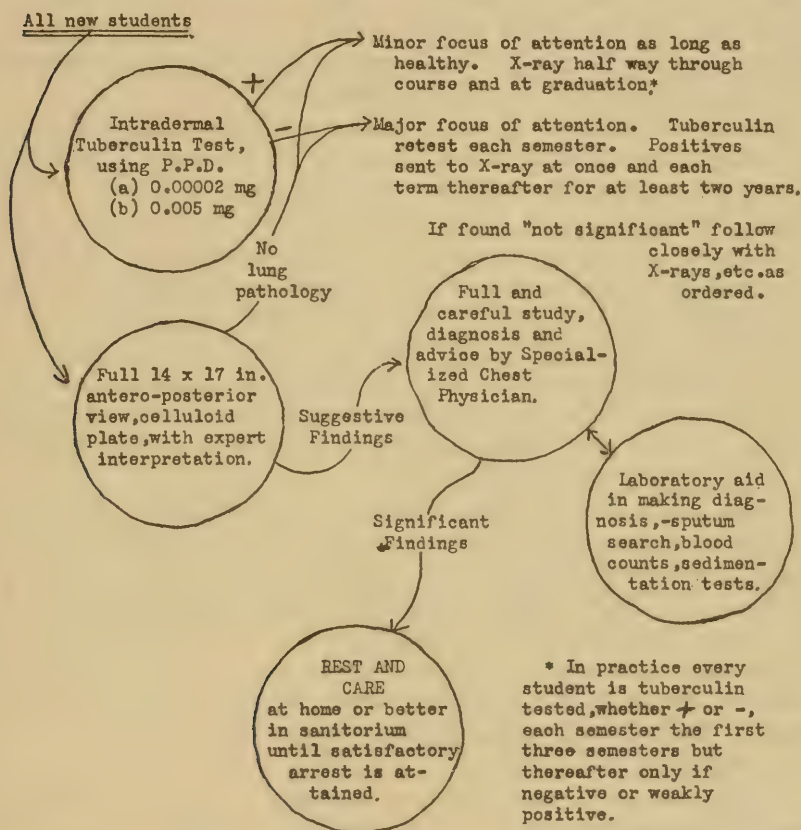 All new students
Minor focus of attention as long as
healthy. X-ray half way through
course and at graduation.*
+
Intradermal
Tuberculin Test,
using P.P.D.
(a) 0.00002 mg
(b) 0.005 mg
-
Major focus of attention. Tuberculin
retest each semester. Positives
sent to X-ray at once and each
term thereafter for at least two years.
If found "not significant" follow
closely with
X-rays,etc.as
ordered.
No
lung
pathology
Full 14 x 17 in.
antero-posterior
view,celluloid
plate,with expert
interpretation.
Suggestive
Findings
Full and
careful study,
diagnosis and
advice by Special-
ized Chest
Physician.
Laboratory aid
in making diag-
nosis,-sputum
search,blood
counts,sedimen-
tation tests.
Significant
Findings
REST AND
CARE
at home or better
in sanitorium
until satisfactory
arrest is at-
tained.
* In practice every
student is tuberculin
tested,whether + or -,
each semester the first
three semesters but
thereafter only if
negative or weakly
positive.